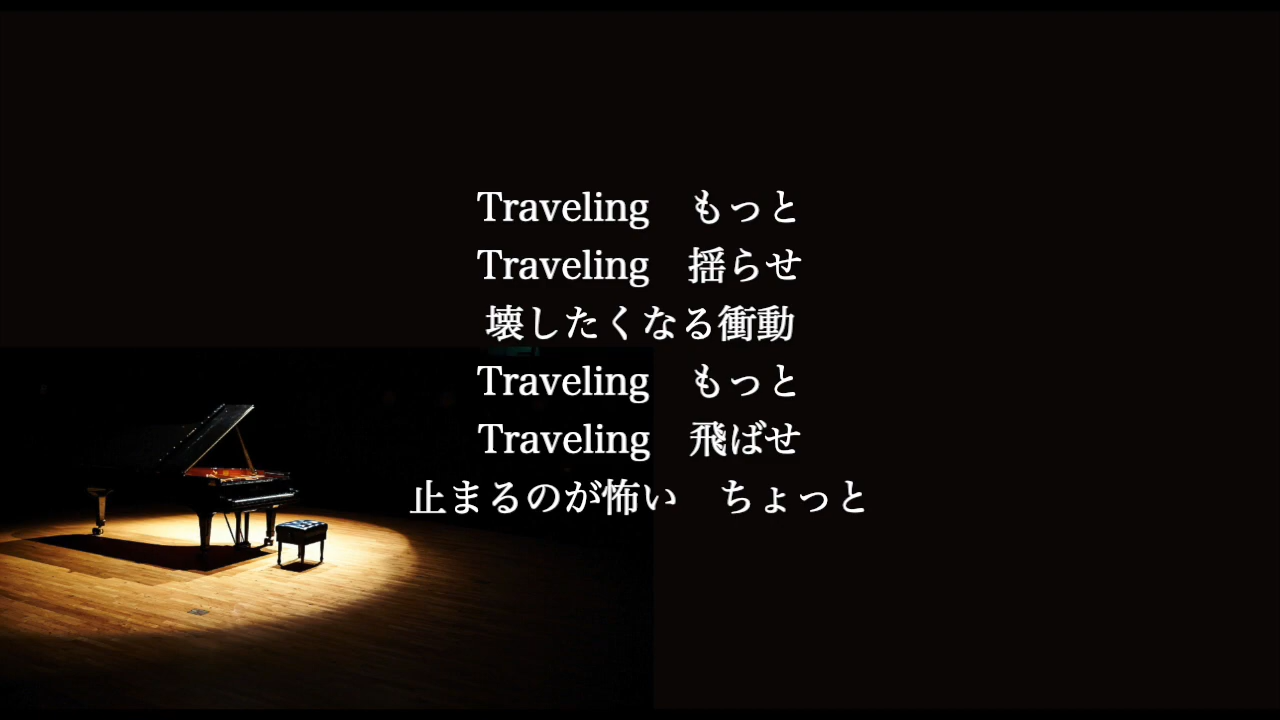 Traveling　もっと
Traveling　揺らせ
壊したくなる衝動
Traveling　もっと
Traveling　飛ばせ
止まるのが怖い　ちょっと